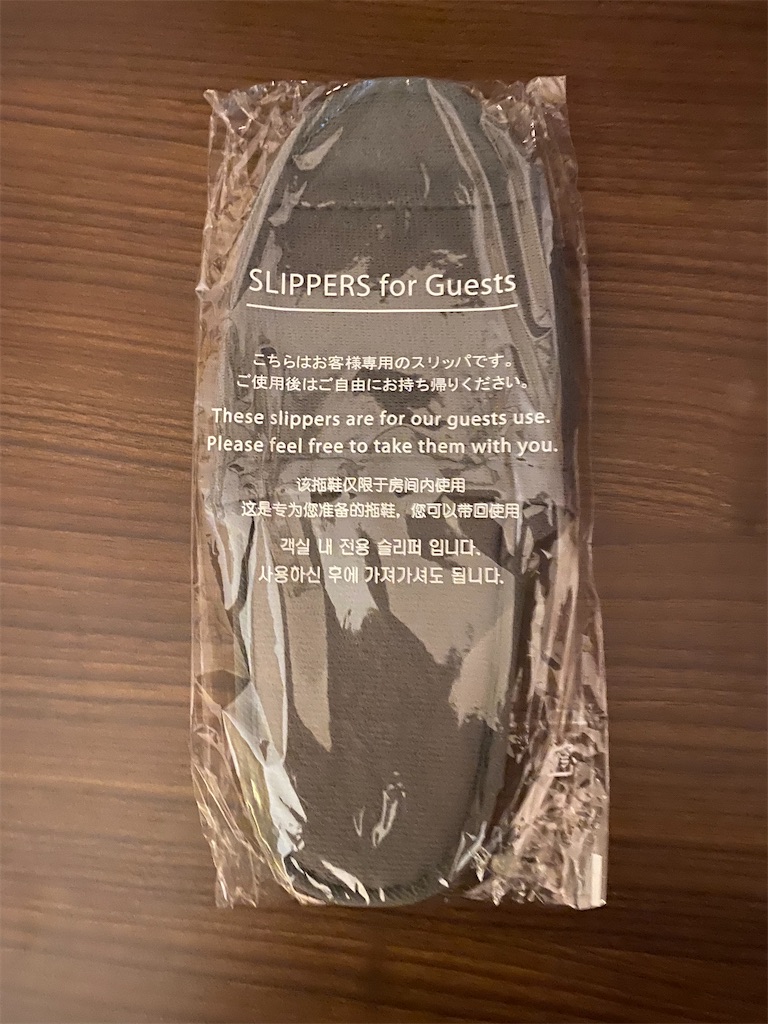 SLIPPERS for Guests
こちらはお客様専用のスリッパです。
ご使用後はご自由にお持ち帰りください。
These slippers are for our guests use.
Please feel free to take them with you.
该拖鞋仅限于房间内使用
这是专为您准备的拖鞋，您可以带回使用
객실 내 전용 슬리퍼 입니다.
사용하신 후에 가져가셔도 됩니다.